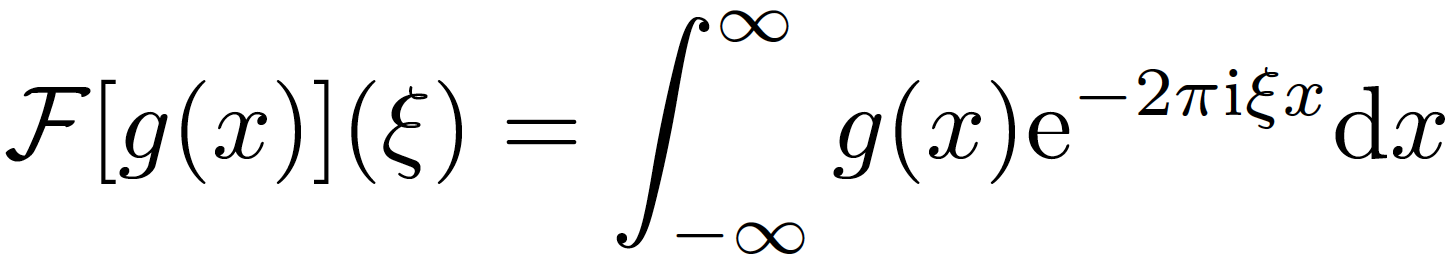 ℱ[g(x)](ξ) = ∫_{-∞}^{∞} g(x)e^{-2πiξx}dx